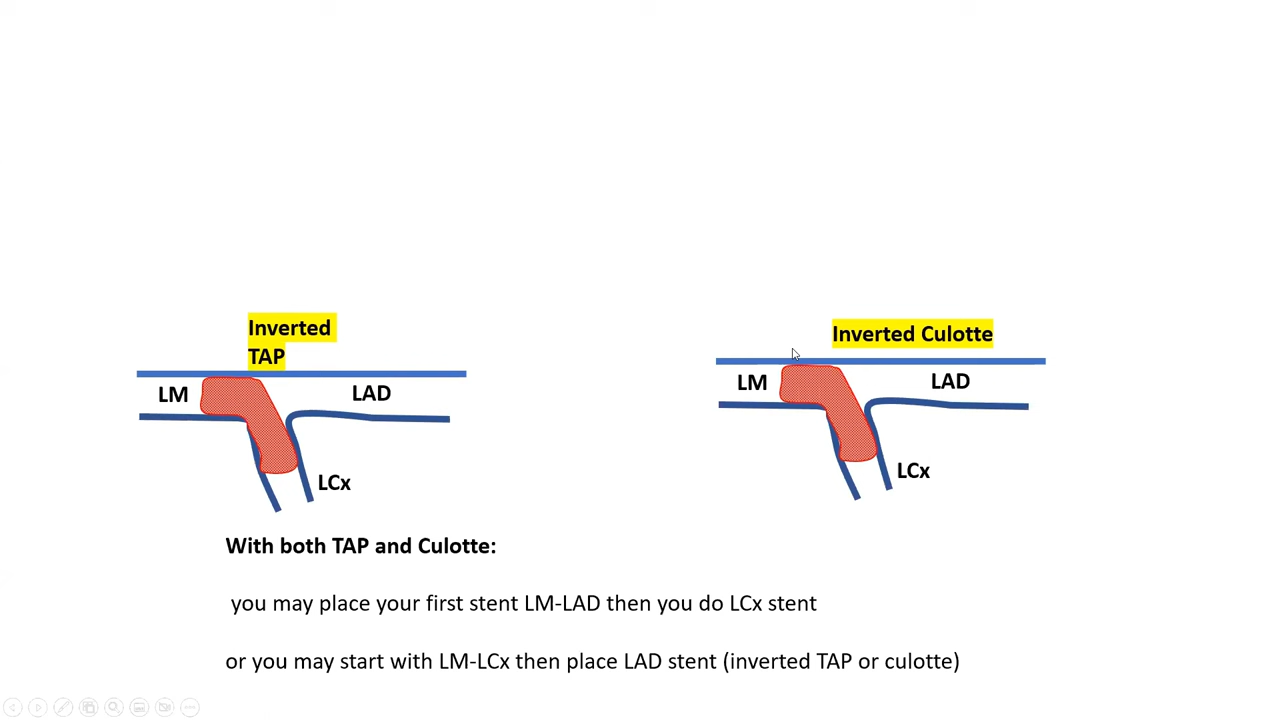 Inverted
TAP
Inverted Culotte
LM
LAD
LCx
LM
LAD
LCx
With both TAP and Culotte:
you may place your first stent LM-LAD then you do LCx stent
or you may start with LM-LCx then place LAD stent (inverted TAP or culotte)